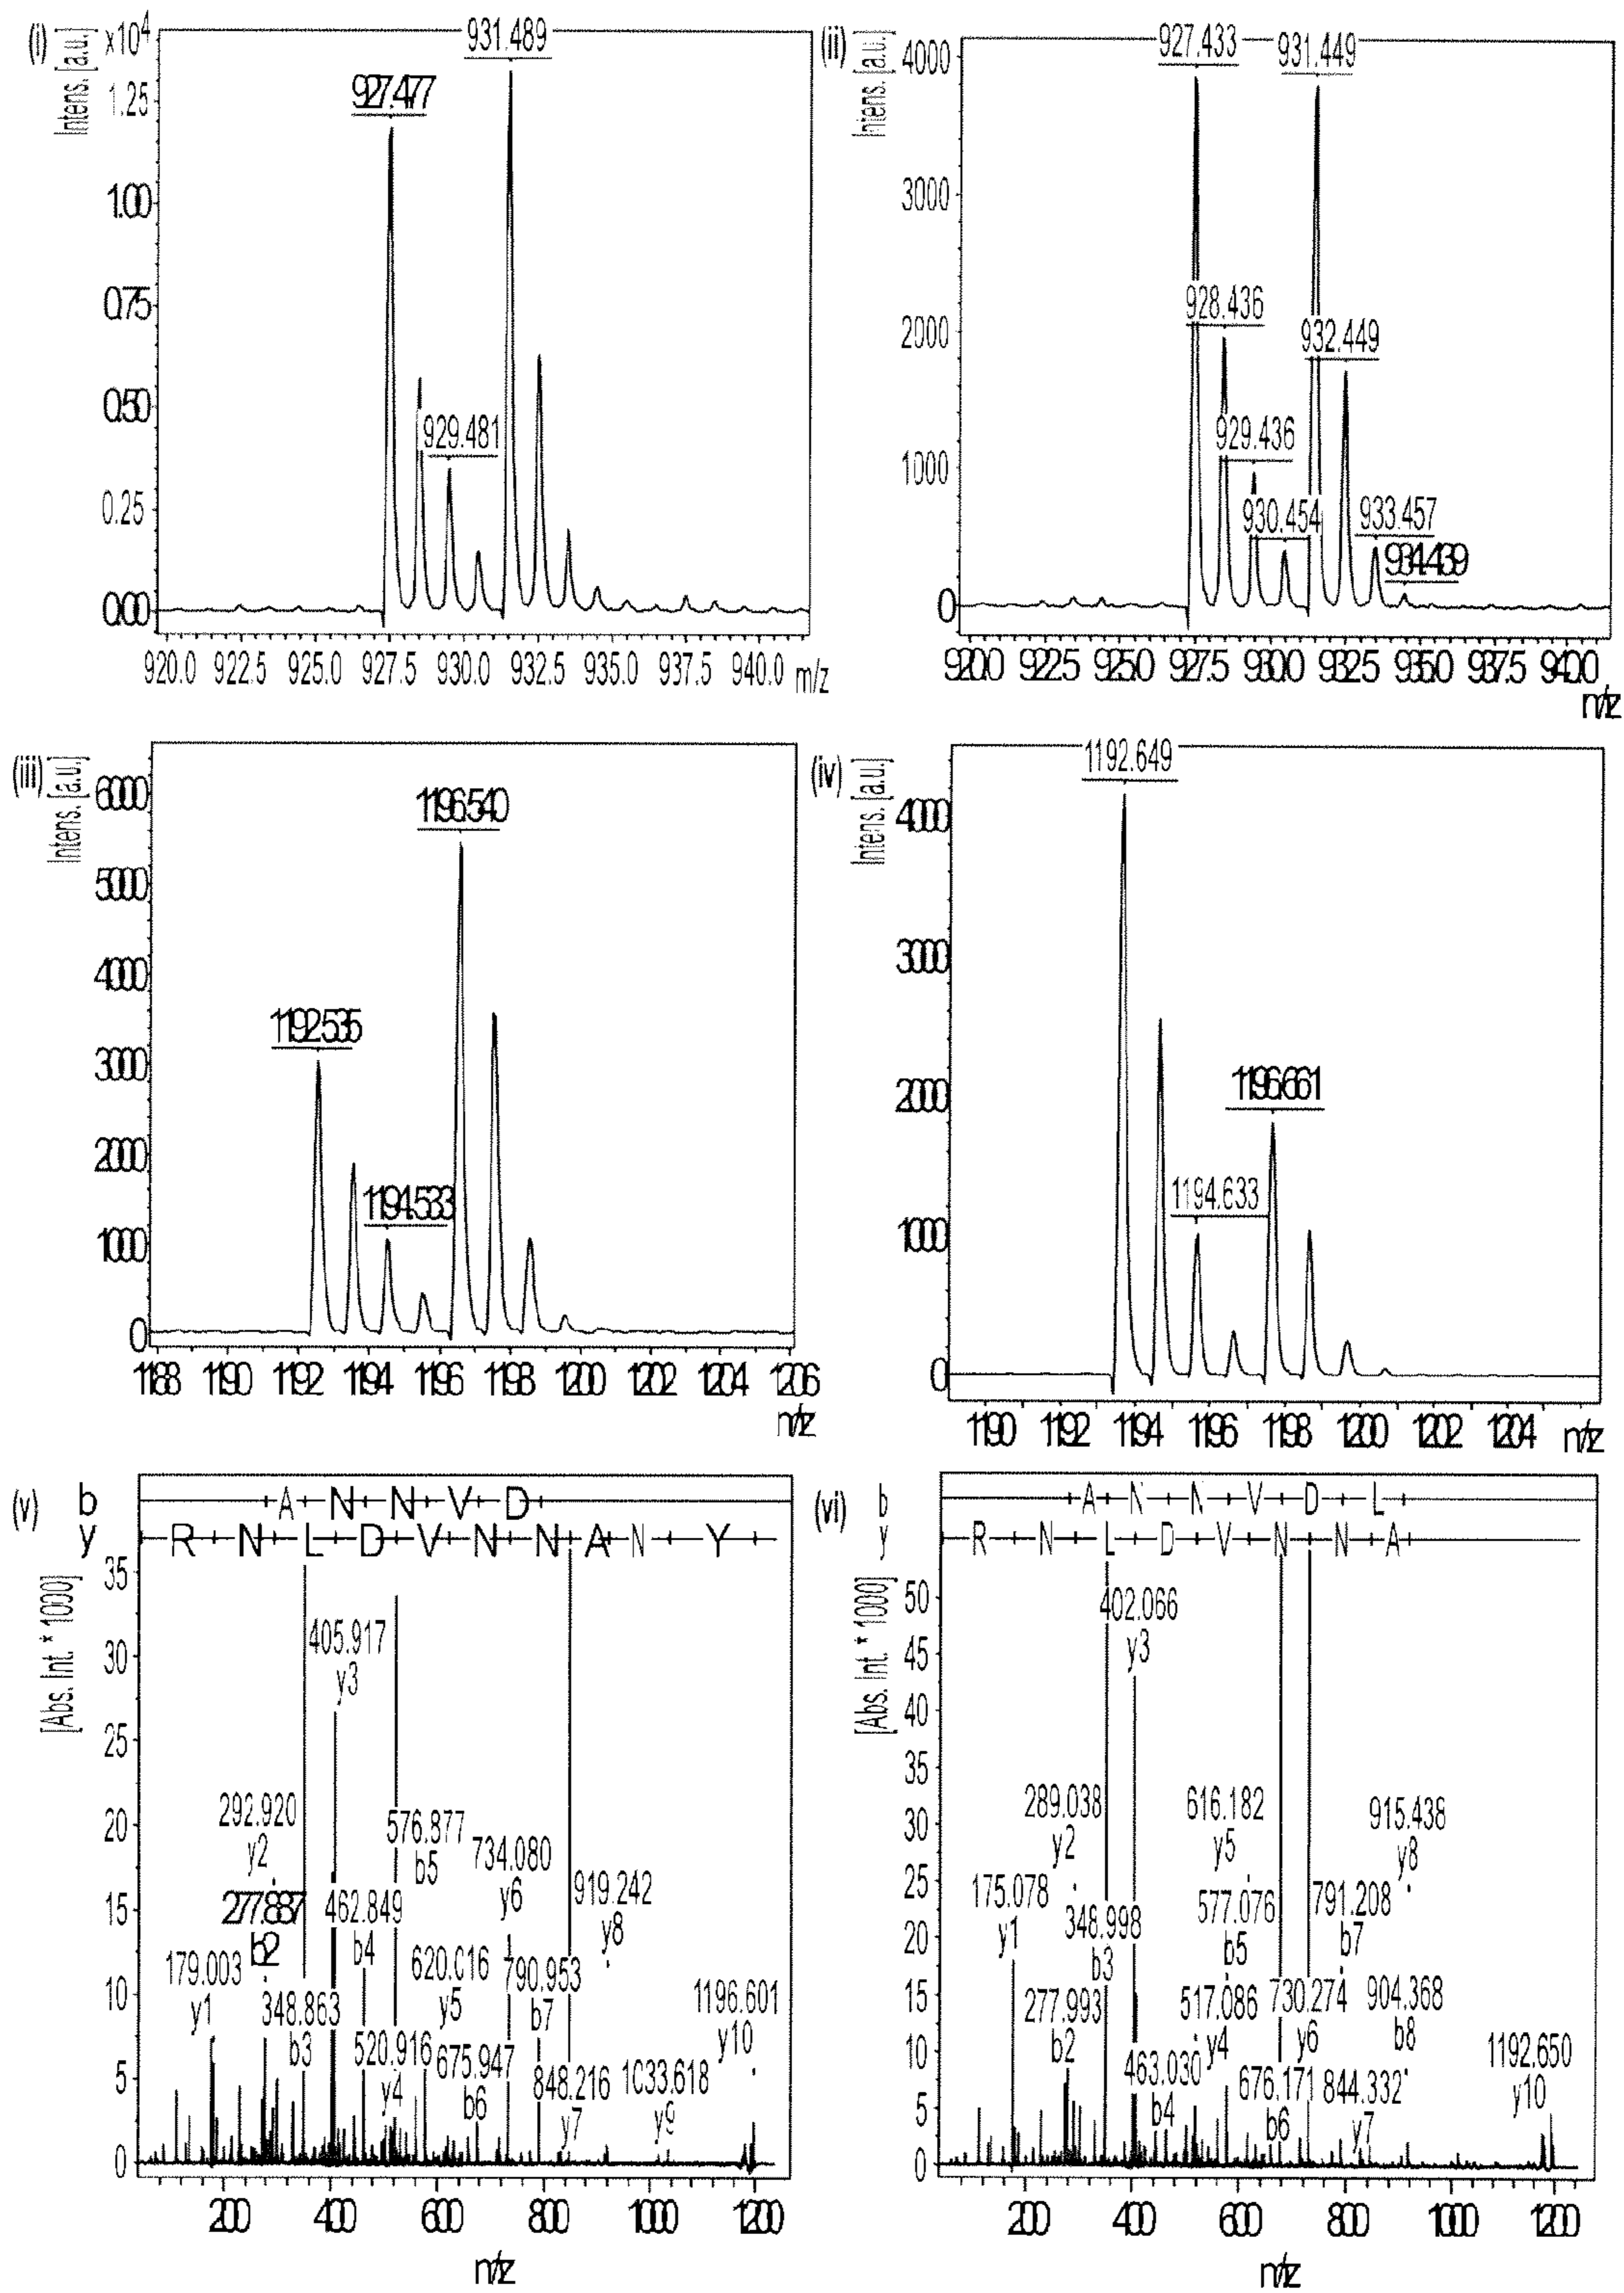 (i)
Intens. [a.u.]
x10⁴
1.25
1.00
0.75
0.50
0.25
0.00
927.477
931.489
929.481
920.0 922.5 925.0 927.5 930.0 932.5 935.0 937.5 940.0 m/z
(ii)
Intens. [a.u.]
4000
3000
2000
1000
0
927.433
931.449
928.436
932.449
929.436
930.454
933.457
934.439
920.0 922.5 925.0 927.5 930.0 932.5 935.0 937.5 940.0
m/z
(iii)
Intens. [a.u.]
6000
5000
4000
3000
2000
1000
0
1196.540
1192.535
1194.533
1188 1190 1192 1194 1196 1198 1200 1202 1204 1206
m/z
(iv)
Intens. [a.u.]
4000
3000
2000
1000
0
1192.649
1196.661
1194.633
1190 1192 1194 1196 1198 1200 1202 1204 m/z
(v)
b A N N V D
y R N L D V N N A N Y
[Abs. Int. * 1000]
35
30
25
20
15
10
5
0
405.917
y3
292.920
y2
277.887
b2
179.003
y1
348.863
b3
462.849
b4
576.877
b5
520.916
y4
620.016
y5
675.947
b6
734.080
y6
790.953
b7
848.216
y7
919.242
y8
1033.618
y9
1196.601
y10
200 400 600 800 1000 1200
m/z
(vi)
b A N N V D L
y R N L D V N N A
[Abs. Int. * 1000]
50
45
40
35
30
25
20
15
10
5
0
402.066
y3
289.038
y2
175.078
y1
277.993
b2
348.998
b3
463.030
b4
616.182
y5
577.076
b5
517.086
y4
676.171
b6
730.274
y6
791.208
b7
844.332
y7
915.438
y8
904.368
b8
1192.650
y10
200 400 600 800 1000 1200
m/z